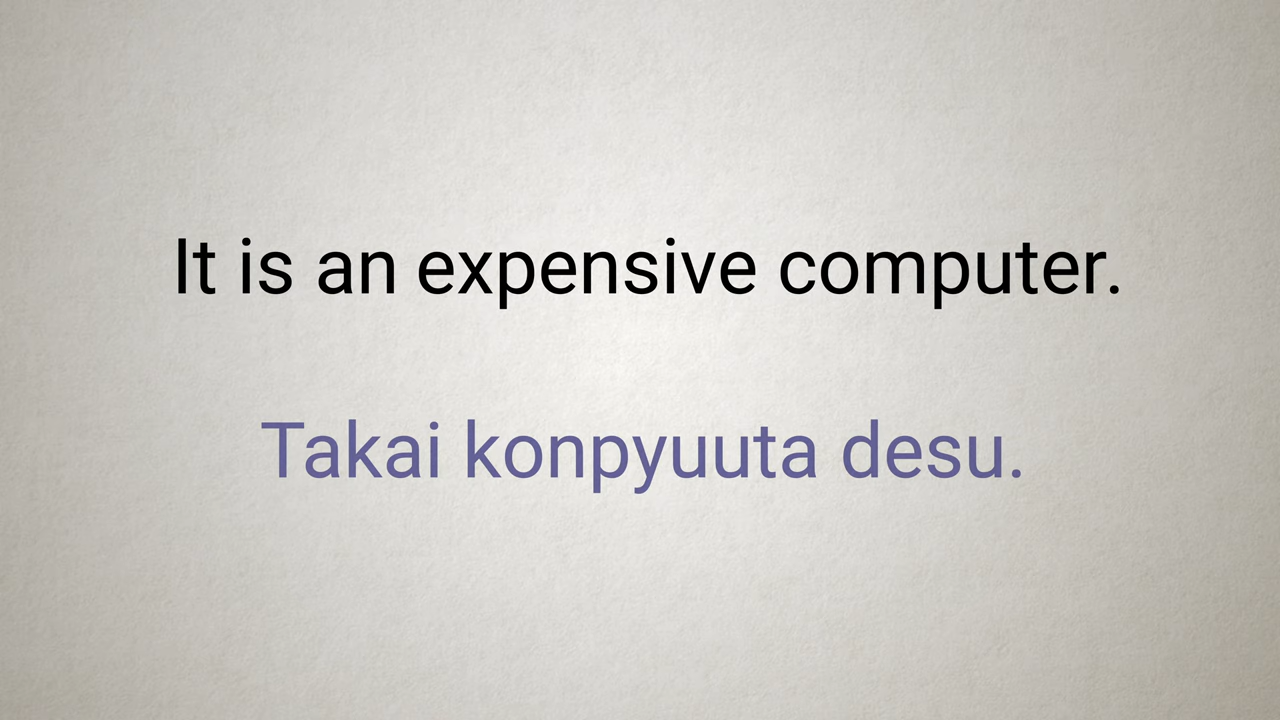 It is an expensive computer.
Takai konpyuuta desu.